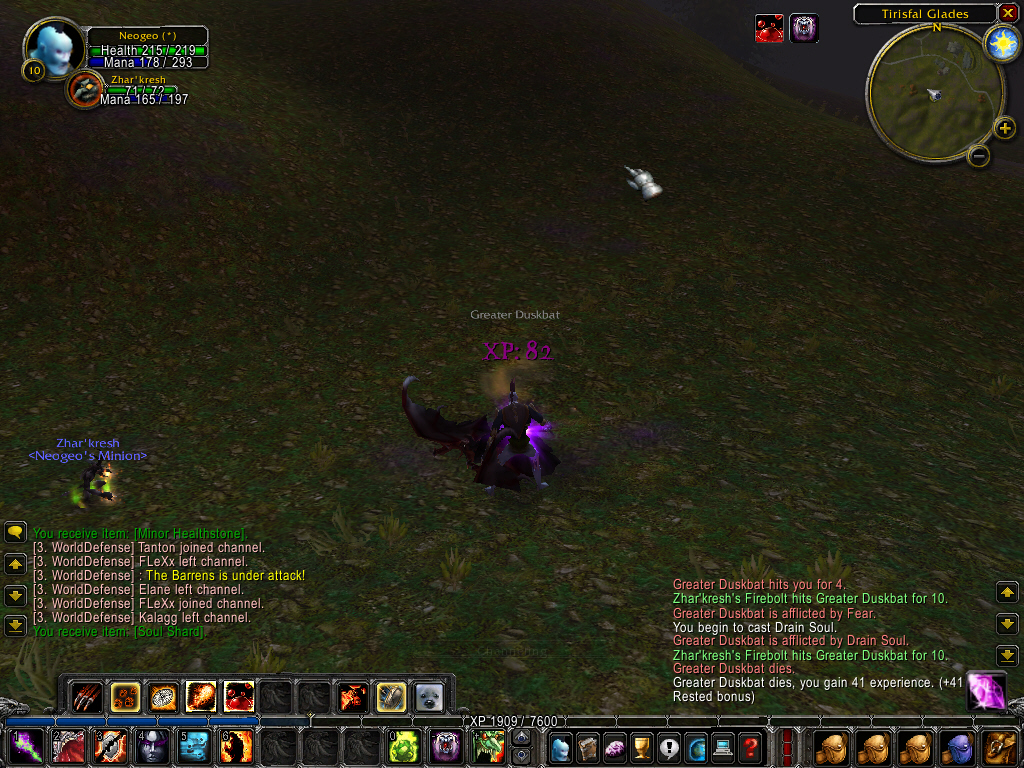 Neogeo (*)
Health 215 / 219
Mana 178 / 293
10
Zhar'kresh
71 / 72
Mana 165 / 197
Tirisfal Glades
N
Greater Duskbat
XP: 82
Zhar'kresh
<Neogeo's Minion>
You receive item: [Minor Healthstone].
[3. WorldDefense] Tanton joined channel.
[3. WorldDefense] FLeXx left channel.
[3. WorldDefense] : The Barrens is under attack!
[3. WorldDefense] Elane left channel.
[3. WorldDefense] FLeXx joined channel.
[3. WorldDefense] Kalagg left channel.
You receive item: [Soul Shard].
Greater Duskbat hits you for 4.
Zhar'kresh's Firebolt hits Greater Duskbat for 10.
Greater Duskbat is afflicted by Fear.
You begin to cast Drain Soul.
Greater Duskbat is afflicted by Drain Soul.
Zhar'kresh's Firebolt hits Greater Duskbat for 10.
Greater Duskbat dies.
Greater Duskbat dies, you gain 41 experience. (+41
Rested bonus)
Channeling
XP 1909 / 7600
3 4 5 6 0